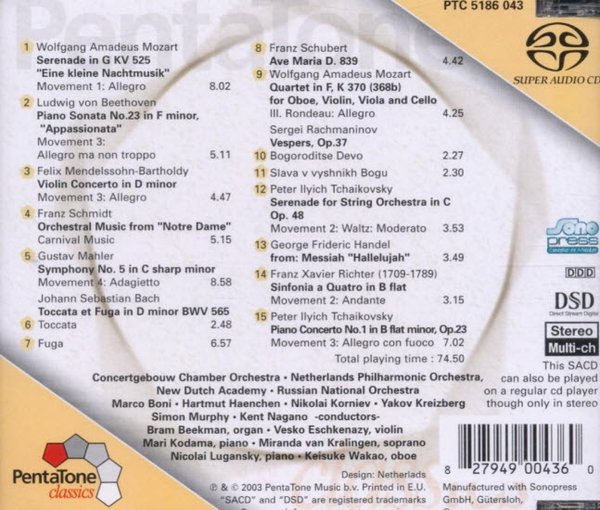 PentaTone
PTC 5186 043
SUPER AUDIO CD
1 Wolfgang Amadeus Mozart
Serenade in G KV 525
"Eine kleine Nachtmusik"
Movement 1: Allegro 8.02
2 Ludwig von Beethoven
Piano Sonata No.23 in F minor,
"Appassionata"
Movement 3:
Allegro ma non troppo 5.11
3 Felix Mendelssohn-Bartholdy
Violin Concerto in D minor
Movement 3: Allegro 4.47
4 Franz Schmidt
Orchestral Music from "Notre Dame"
Carnival Music 5.15
5 Gustav Mahler
Symphony No. 5 in C sharp minor
Movement 4: Adagietto 8.58
Johann Sebastian Bach
Toccata et Fuga in D minor BWV 565
6 Toccata 2.48
7 Fuga 6.57
8 Franz Schubert
Ave Maria D. 839 4.42
9 Wolfgang Amadeus Mozart
Quartet in F, K 370 (368b)
for Oboe, Violin, Viola and Cello
III. Rondeau: Allegro 4.25
Sergei Rachmaninov
Vespers, Op.37
10 Bogoroditse Devo 2.27
11 Slava v vyshnikh Bogu 2.30
12 Peter Ilyich Tchaikovsky
Serenade for String Orchestra in C
Op. 48
Movement 2: Waltz: Moderato 3.53
13 George Frideric Handel
from: Messiah "Hallelujah" 3.49
14 Franz Xavier Richter (1709-1789)
Sinfonia a Quatro in B flat
Movement 2: Andante 3.15
15 Peter Ilyich Tchaikovsky
Piano Concerto No.1 in B flat minor, Op.23
Movement 3: Allegro con fuoco 7.02
Total playing time : 74.50
Sono
press
DDD
DSD
Direct Stream Digital
Stereo
Multi-ch
This SACD
can also be played
on a regular cd player
though only in stereo
Concertgebouw Chamber Orchestra • Netherlands Philharmonic Orchestra,
New Dutch Academy • Russian National Orchestra
Marco Boni • Hartmut Haenchen • Nikolai Korniev • Yakov Kreizberg
Simon Murphy • Kent Nagano -conductors-
Bram Beekman, organ • Vesko Eschkenazy, violin
Mari Kodama, piano • Miranda van Kralingen, soprano
Nicolai Lugansky, piano • Keisuke Wakao, oboe
PentaTone
classics
Design: Netherlads
℗ & © 2003 PentaTone Music b.v. Printed in E.U.
"SACD" and "DSD" are registered trademarks
8 27949 00436 0
Manufactured with Sonopress
GmbH, Gütersloh,